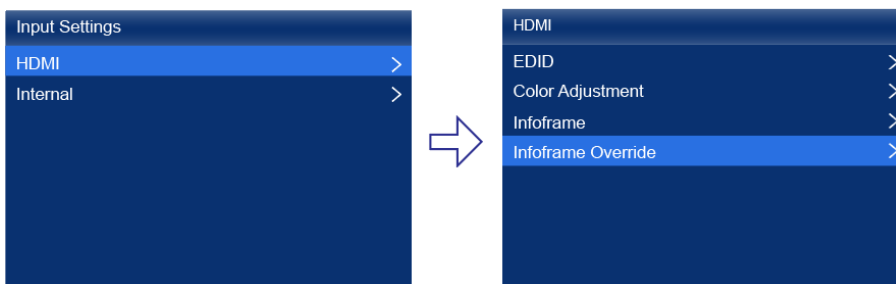 Input Settings
HDMI
Internal
HDMI
EDID
Color Adjustment
Infoframe
Infoframe Override